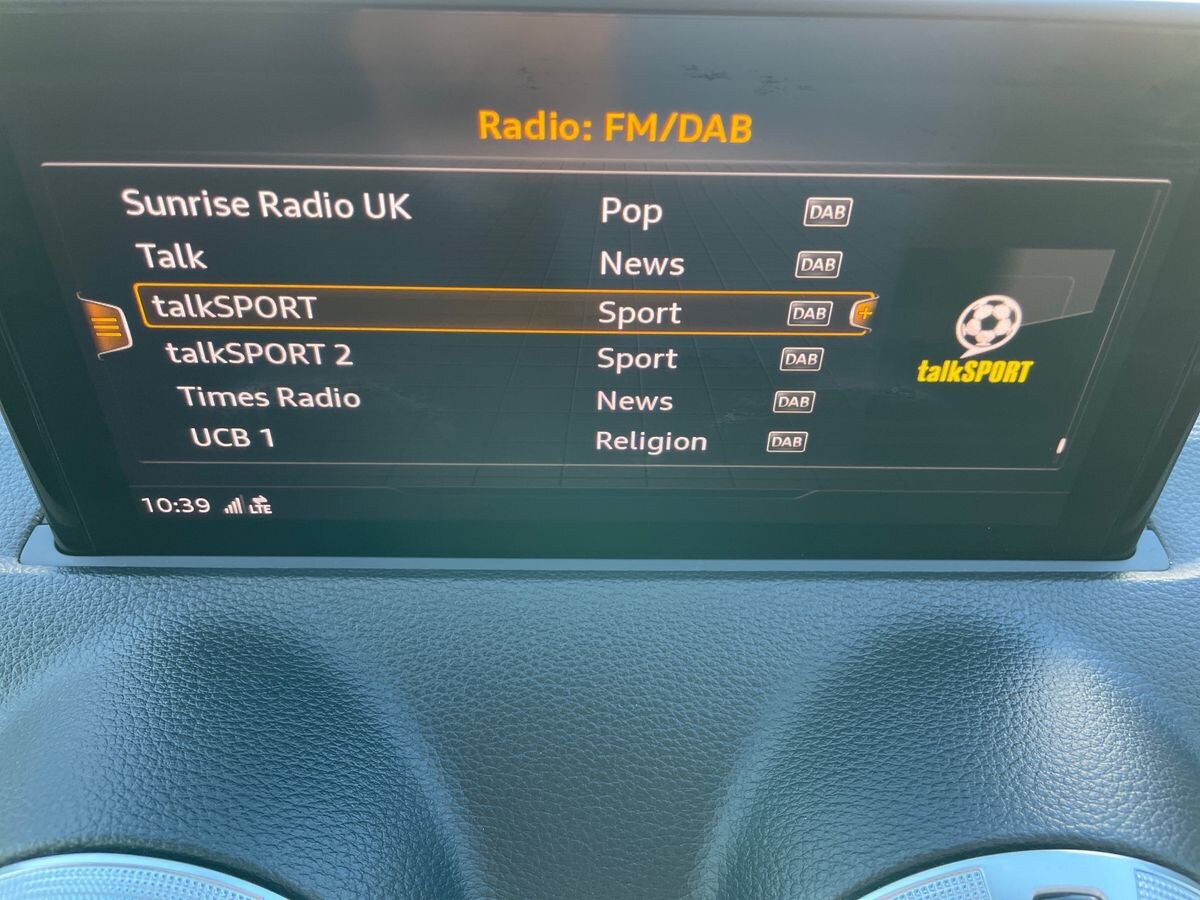 Radio: FM/DAB
Sunrise Radio UK Pop DAB
Talk News DAB
talkSPORT Sport DAB
talkSPORT 2 Sport DAB
talkSPORT
Times Radio News DAB
UCB 1 Religion DAB
10:39 LTE